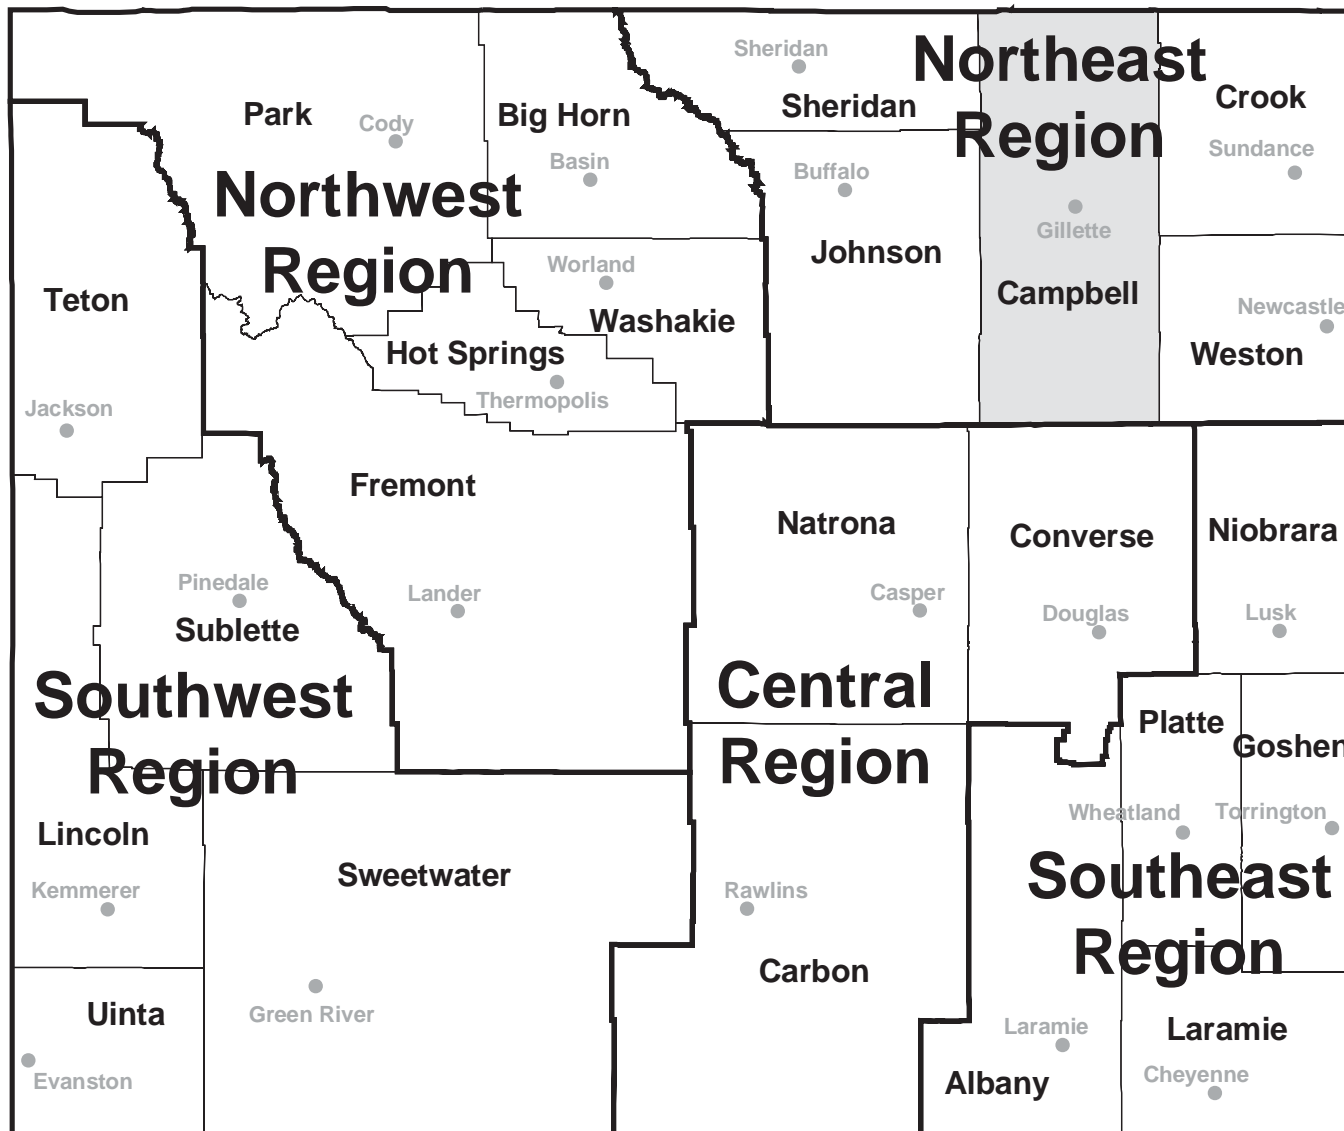 Sheridan
Northeast
Region
Sheridan
Crook
Park
Cody
Big Horn
Basin
Sundance
Buffalo
Northwest
Region
Gillette
Johnson
Worland
Campbell
Teton
Newcastle
Washakie
Hot Springs
Weston
Thermopolis
Jackson
Fremont
Natrona
Converse
Niobrara
Pinedale
Lander
Casper
Douglas
Lusk
Sublette
Southwest
Region
Central
Region
Platte
Goshen
Wheatland
Torrington
Lincoln
Sweetwater
Southeast
Region
Kemmerer
Rawlins
Carbon
Uinta
Green River
Laramie
Laramie
Evanston
Albany
Cheyenne